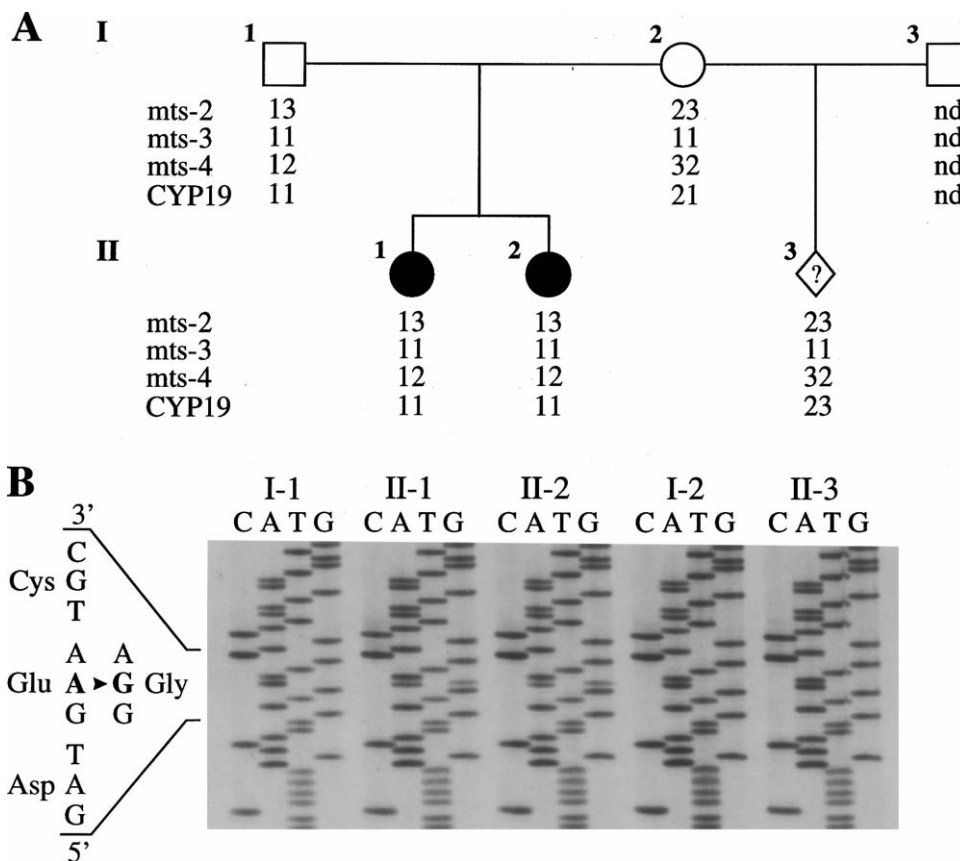 A
I
1 2 3
mts-2 13 23 nd
mts-3 11 11 nd
mts-4 12 32 nd
CYP19 11 21 nd
II
1 2 3
?
mts-2 13 13 23
mts-3 11 11 11
mts-4 12 12 32
CYP19 11 11 23
B
I-1 II-1 II-2 I-2 II-3
C A T G C A T G C A T G C A T G C A T G
3'
C
Cys G
T
A A
Glu A ➤ G Gly
G G
T
Asp A
G
5'